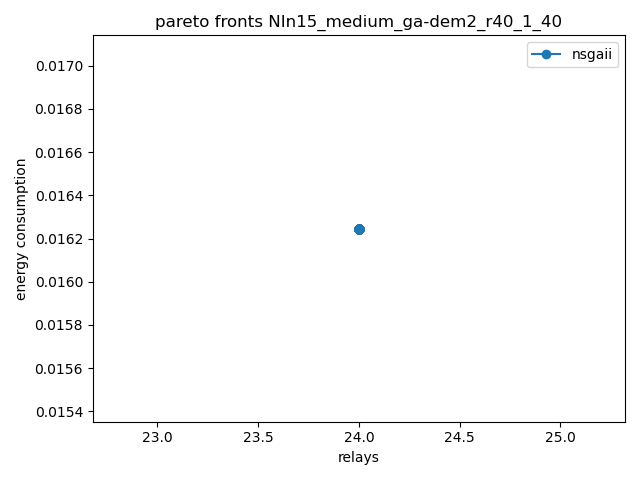 pareto fronts NIn15_medium_ga-dem2_r40_1_40
nsgaii
energy consumption
0.0170
0.0168
0.0166
0.0164
0.0162
0.0160
0.0158
0.0156
0.0154
23.0 23.5 24.0 24.5 25.0
relays